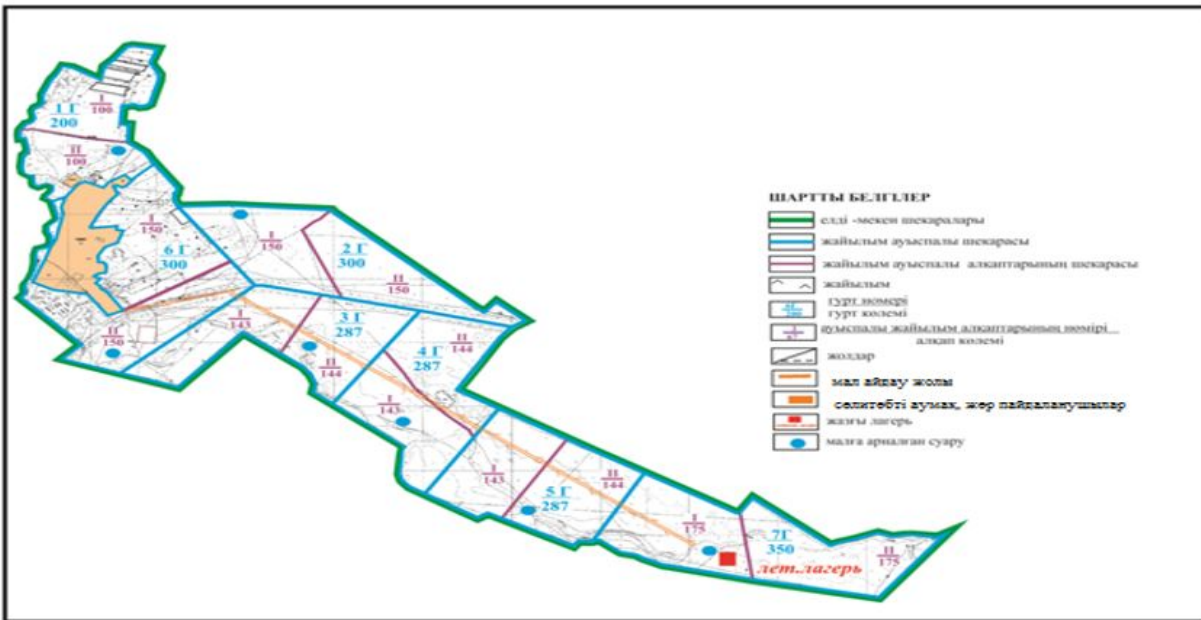 I
100
1 Г
200
II
100
I
150
6 Г
300
I
150
2 Г
300
II
150
II
150
I
143
3 Г
287
II
144
4 Г
287
II
144
I
143
I
143
5 Г
287
II
144
I
175
7Г
350
II
175
лет.лагерь
ШАРТТЫ БЕЛГІЛЕР
елді -мекен шекаралары
жайылым ауыспалы шекарасы
жайылым ауыспалы алқаптарының шекарасы
жайылым
гурт номері
гурт көлемі
I
ауыспалы жайылым алқаптарының нөмірі
алқап көлемі
жолдар
мал айдау жолы
селитебті аумақ, жер пайдаланушылар
жазғы лагерь
малға арналған суару